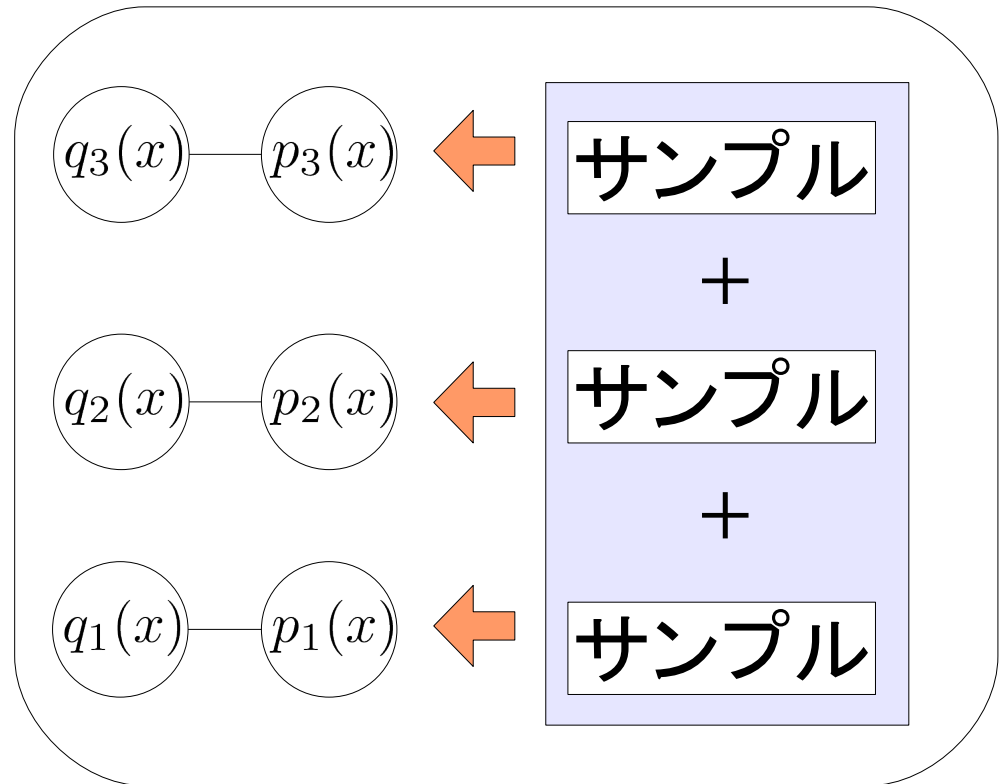 q₃(x) p₃(x) サンプル
+
q₂(x) p₂(x) サンプル
+
q₁(x) p₁(x) サンプル